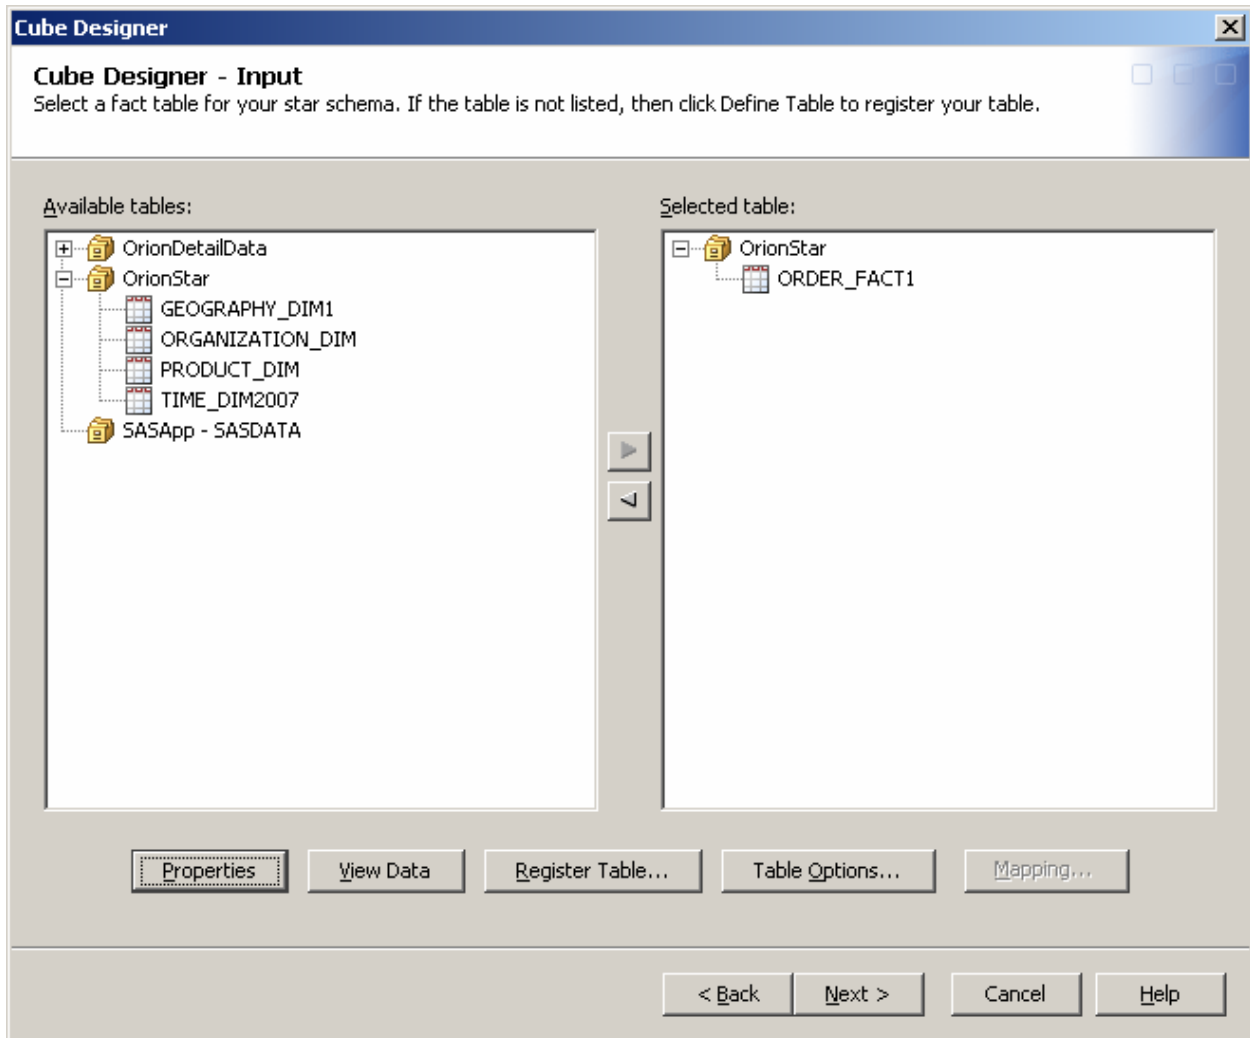 Cube Designer
Cube Designer - Input
Select a fact table for your star schema. If the table is not listed, then click Define Table to register your table.
Available tables:
OrionDetailData
OrionStar
GEOGRAPHY_DIM1
ORGANIZATION_DIM
PRODUCT_DIM
TIME_DIM2007
SASApp - SASDATA
Selected table:
OrionStar
ORDER_FACT1
Properties
View Data
Register Table...
Table Options...
Mapping...
< Back
Next >
Cancel
Help